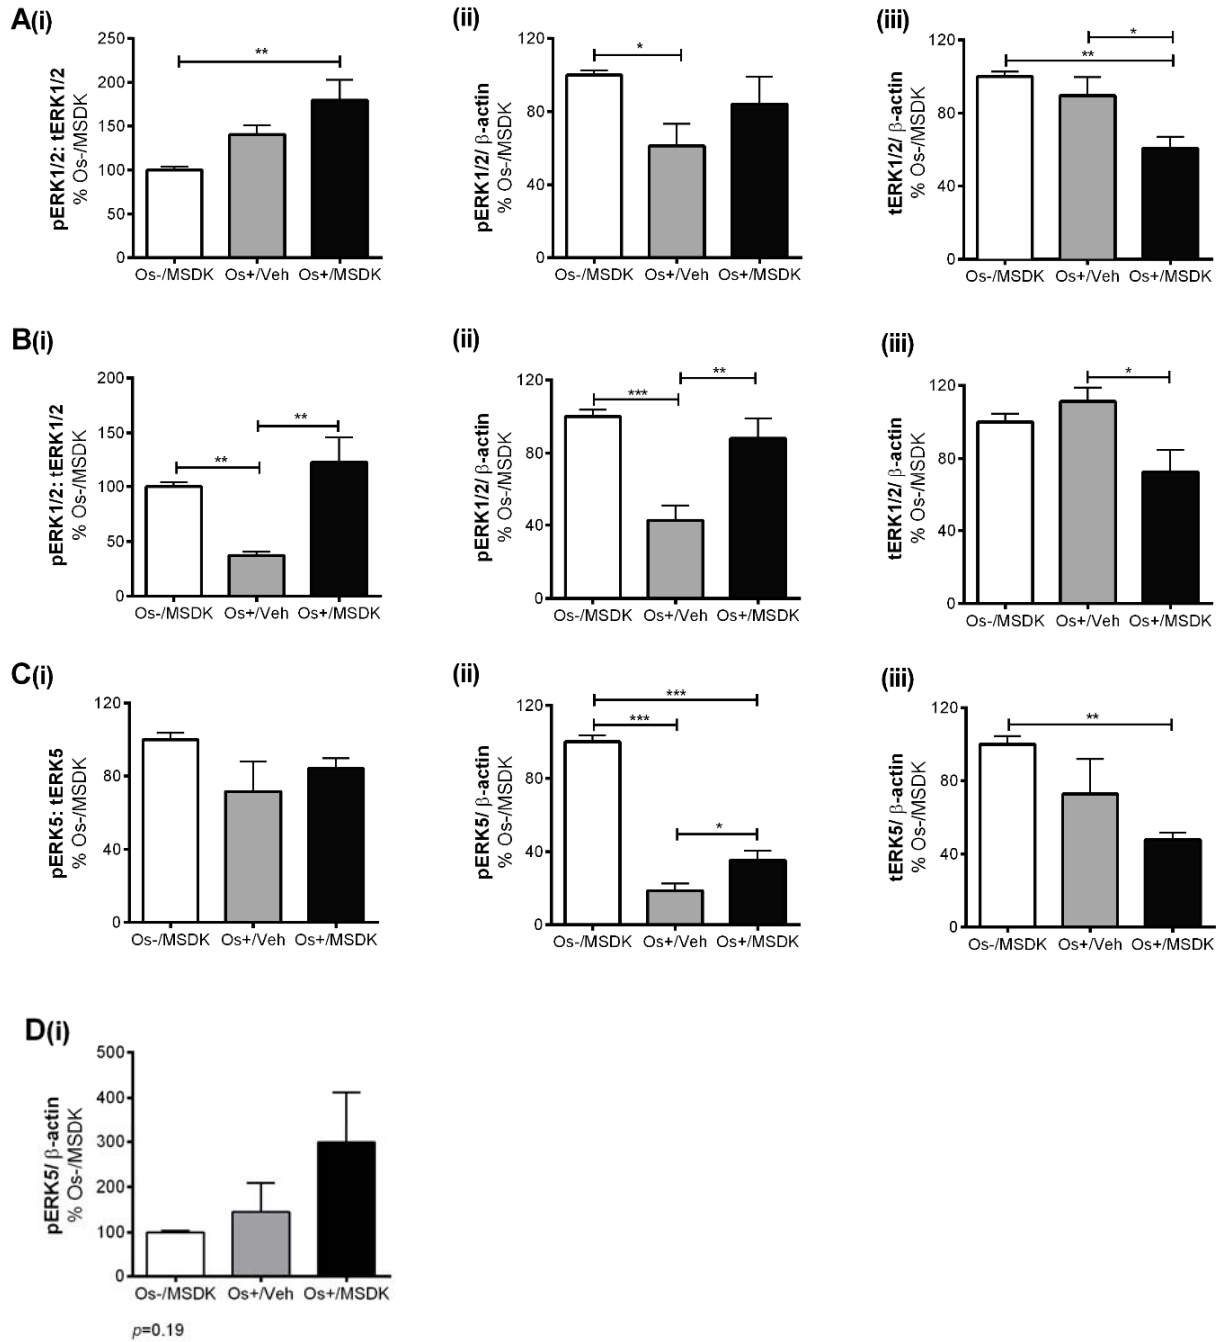 A(i)
pERK1/2: tERK1/2
% Os-/MSDK
250
200
150
100
50
0
**
Os-/MSDK Os+/Veh Os+/MSDK
(ii)
pERK1/2/ β-actin
% Os-/MSDK
120
80
40
0
*
Os-/MSDK Os+/Veh Os+/MSDK
(iii)
tERK1/2/ β-actin
% Os-/MSDK
120
80
40
0
*
**
Os-/MSDK Os+/Veh Os+/MSDK
B(i)
pERK1/2: tERK1/2
% Os-/MSDK
200
150
100
50
0
**
**
Os-/MSDK Os+/Veh Os+/MSDK
(ii)
pERK1/2/ β-actin
% Os-/MSDK
120
80
40
0
**
***
Os-/MSDK Os+/Veh Os+/MSDK
(iii)
tERK1/2/ β-actin
% Os-/MSDK
120
80
40
0
*
Os-/MSDK Os+/Veh Os+/MSDK
C(i)
pERK5: tERK5
% Os-/MSDK
120
80
40
0
Os-/MSDK Os+/Veh Os+/MSDK
(ii)
pERK5/ β-actin
% Os-/MSDK
120
80
40
0
***
***
*
Os-/MSDK Os+/Veh Os+/MSDK
(iii)
tERK5/ β-actin
% Os-/MSDK
120
80
40
0
**
Os-/MSDK Os+/Veh Os+/MSDK
D(i)
pERK5/ β-actin
% Os-/MSDK
500
400
300
200
100
0
Os-/MSDK Os+/Veh Os+/MSDK
p=0.19